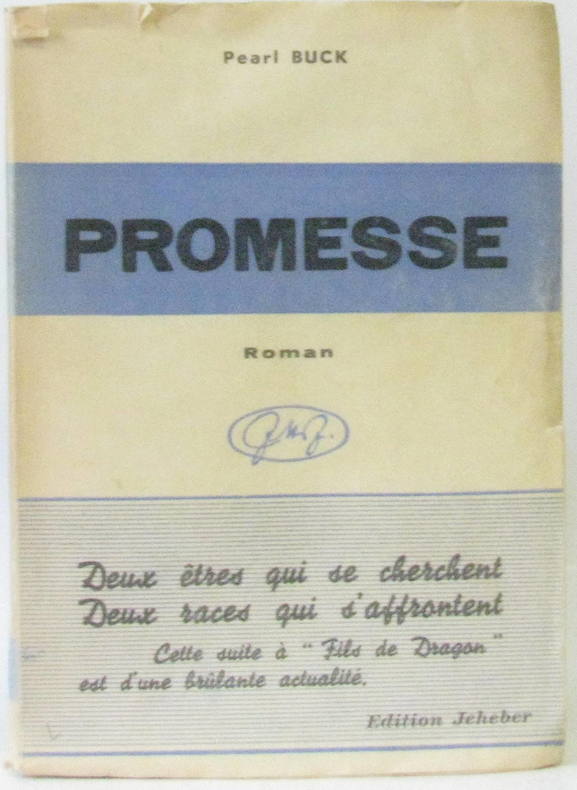 Pearl BUCK
PROMESSE
Roman
Deux êtres qui se cherchent
Deux races qui s'affrontent
Cette suite à "Fils de Dragon"
est d'une brûlante actualité.
Edition Jeheber